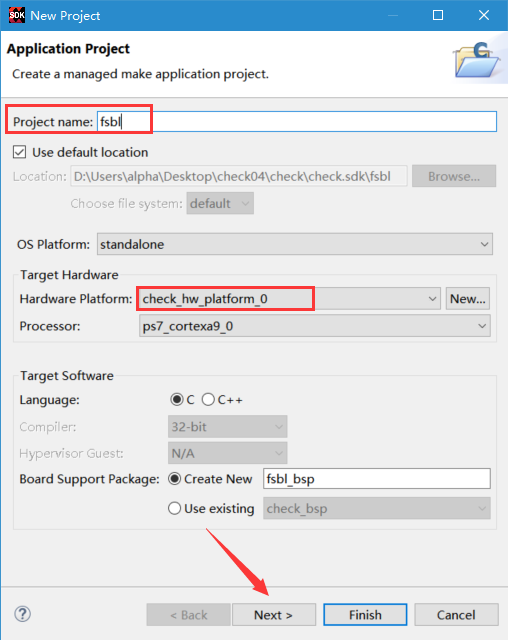 SDK New Project
Application Project
Create a managed make application project.
C
Project name: fsbl
Use default location
Location: D:\Users\alpha\Desktop\check04\check\check.sdk\fsbl Browse...
Choose file system: default
OS Platform: standalone
Target Hardware
Hardware Platform: check_hw_platform_0 New...
Processor: ps7_cortexa9_0
Target Software
Language: C C++
Compiler: 32-bit
Hypervisor Guest: N/A
Board Support Package: Create New fsbl_bsp
Use existing check_bsp
? < Back Next > Finish Cancel